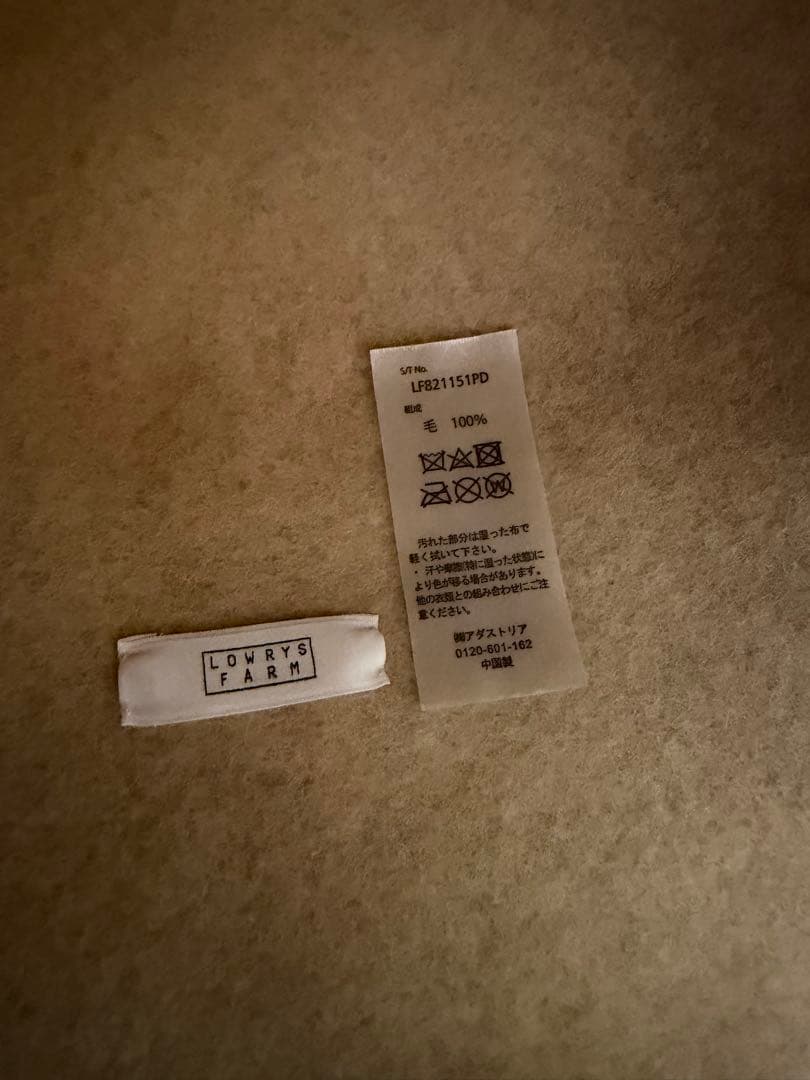 S/T No.
LF821151PD
組成
毛 100%
W
汚れた部分は湿った布で
軽く拭いて下さい。
・ 汗や摩擦(特に湿った状態)に
より色が移る場合があります。
他の衣類との組み合わせにご注
意ください。
㈱アダストリア
0120-601-162
中国製
LOWRYS
FARM